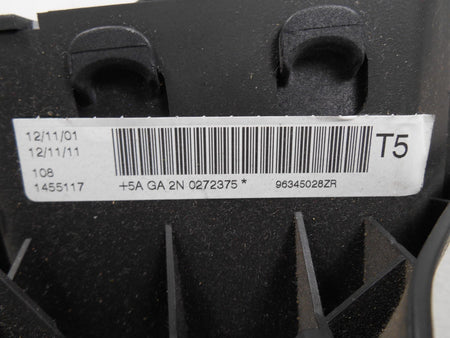 12/11/01
12/11/11
T5
108
1455117
+5A GA 2N 0272375 *
96345028ZR